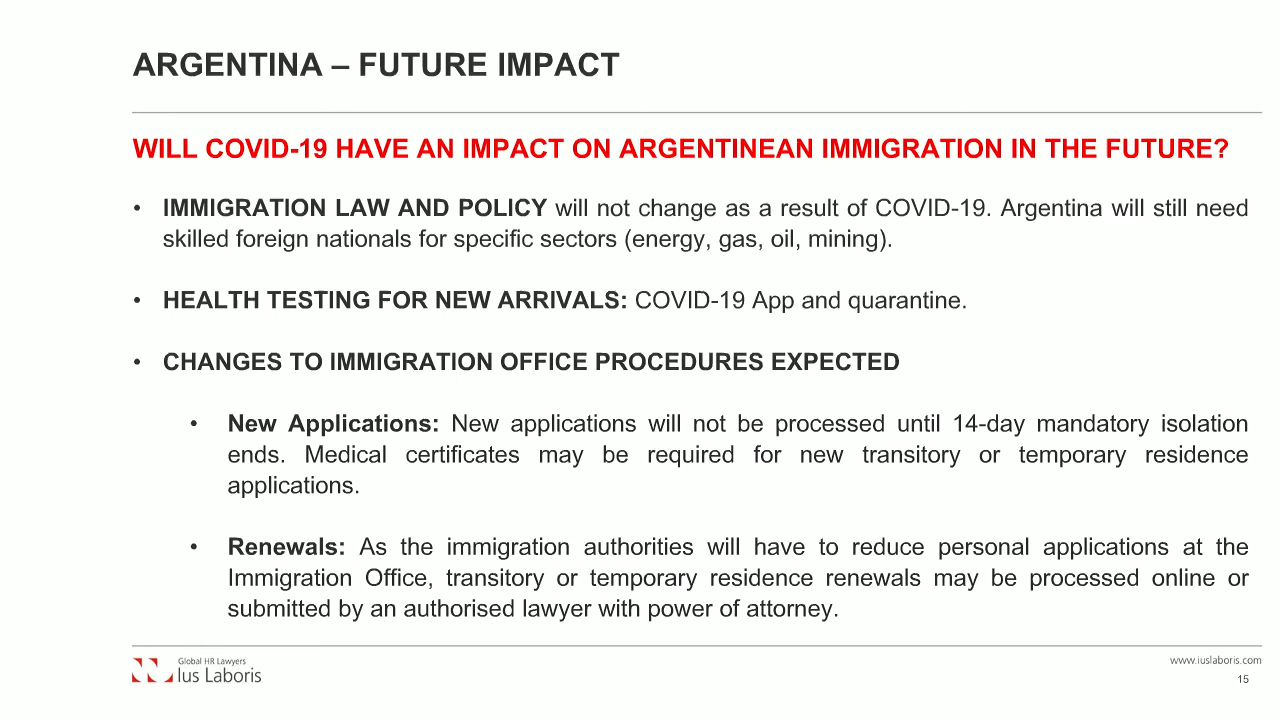 ARGENTINA – FUTURE IMPACT
WILL COVID-19 HAVE AN IMPACT ON ARGENTINEAN IMMIGRATION IN THE FUTURE?
• IMMIGRATION LAW AND POLICY will not change as a result of COVID-19. Argentina will still need
skilled foreign nationals for specific sectors (energy, gas, oil, mining).
• HEALTH TESTING FOR NEW ARRIVALS: COVID-19 App and quarantine.
• CHANGES TO IMMIGRATION OFFICE PROCEDURES EXPECTED
• New Applications: New applications will not be processed until 14-day mandatory isolation
ends. Medical certificates may be required for new transitory or temporary residence
applications.
• Renewals: As the immigration authorities will have to reduce personal applications at the
Immigration Office, transitory or temporary residence renewals may be processed online or
submitted by an authorised lawyer with power of attorney.
Global HR Lawyers
Ius Laboris
www.iuslaboris.com
15